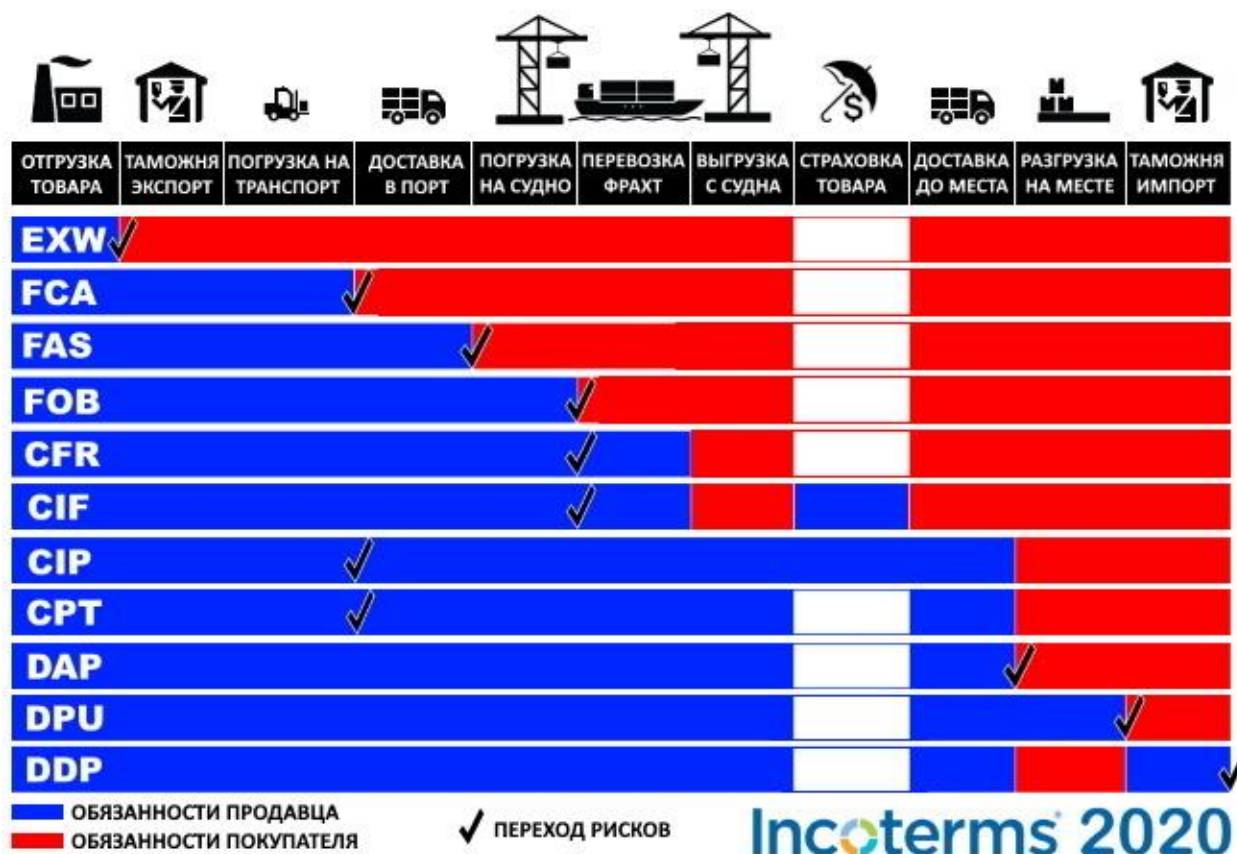 $
ОТГРУЗКА ТОВАРА
ТАМОЖНЯ ЭКСПОРТ
ПОГРУЗКА НА ТРАНСПОРТ
ДОСТАВКА В ПОРТ
ПОГРУЗКА НА СУДНО
ПЕРЕВОЗКА ФРАХТ
ВЫГРУЗКА С СУДНА
СТРАХОВКА ТОВАРА
ДОСТАВКА ДО МЕСТА
РАЗГРУЗКА НА МЕСТЕ
ТАМОЖНЯ ИМПОРТ
EXW
FCA
FAS
FOB
CFR
CIF
CIP
CPT
DAP
DPU
DDP
ОБЯЗАННОСТИ ПРОДАВЦА
ОБЯЗАННОСТИ ПОКУПАТЕЛЯ
ПЕРЕХОД РИСКОВ
Incoterms 2020